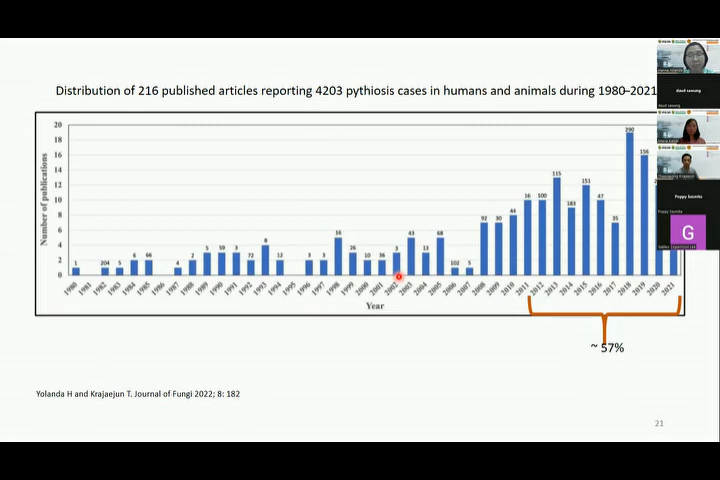 Distribution of 216 published articles reporting 4203 pythiosis cases in humans and animals during 1980–2021
Number of publications
20
18
16
14
12
10
8
6
4
2
0
1 204 5 6 66 4 2 5 59 3 72 8 12 3 3 16 26 10 36 3 43 13 68 102 5 92 30 44 16 100 115 183 151 47 35 290 156
1980 1981 1982 1983 1984 1985 1986 1987 1988 1989 1990 1991 1992 1993 1994 1995 1996 1997 1998 1999 2000 2001 2002 2003 2004 2005 2006 2007 2008 2009 2010 2011 2012 2013 2014 2015 2016 2017 2018 2019 2020 2021
Year
~ 57%
Yolanda H and Krajaejun T. Journal of Fungi 2022; 8: 182
21
Poppy Sasmita
G